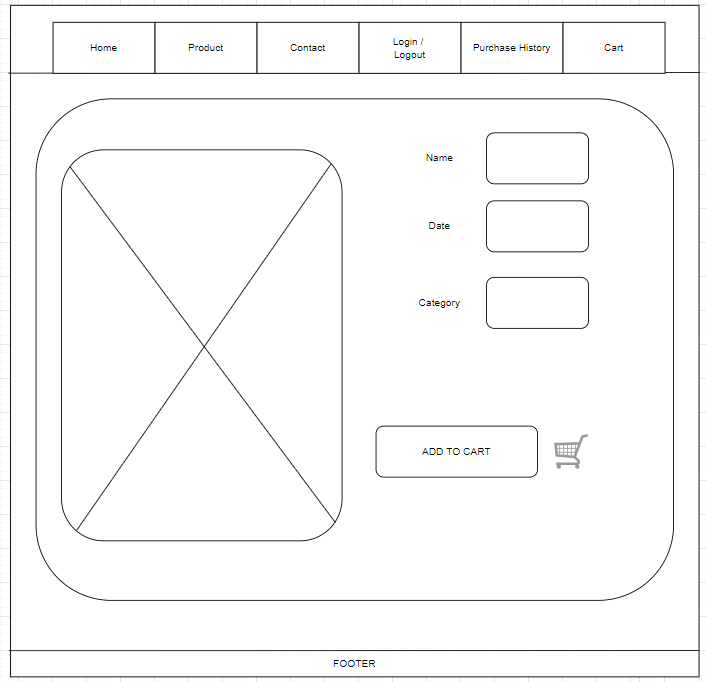 Home
Product
Contact
Login /
Logout
Purchase History
Cart
Name
Date
Category
ADD TO CART
FOOTER